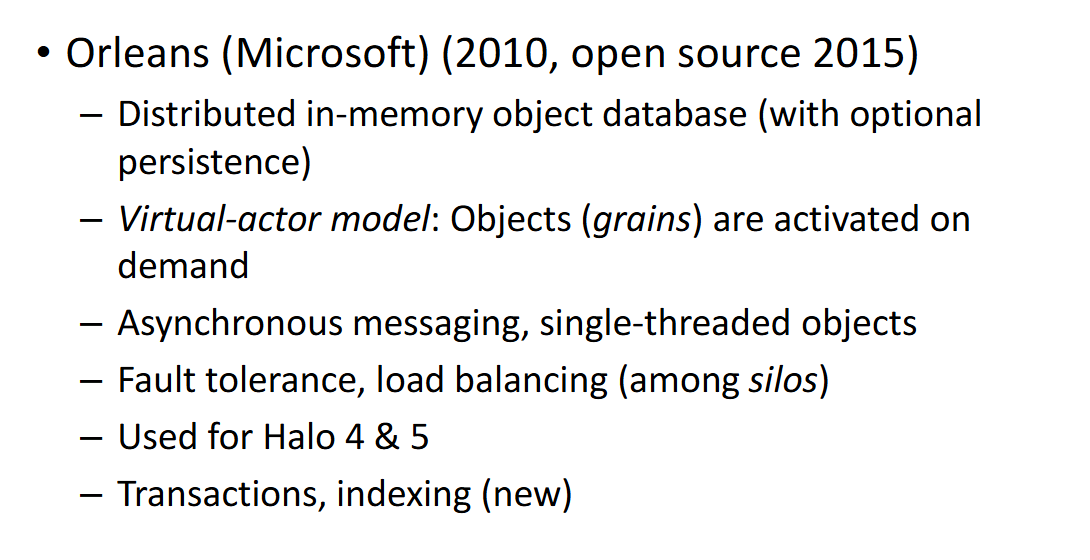 • Orleans (Microsoft) (2010, open source 2015)
– Distributed in-memory object database (with optional
persistence)
– Virtual-actor model: Objects (grains) are activated on
demand
– Asynchronous messaging, single-threaded objects
– Fault tolerance, load balancing (among silos)
– Used for Halo 4 & 5
– Transactions, indexing (new)